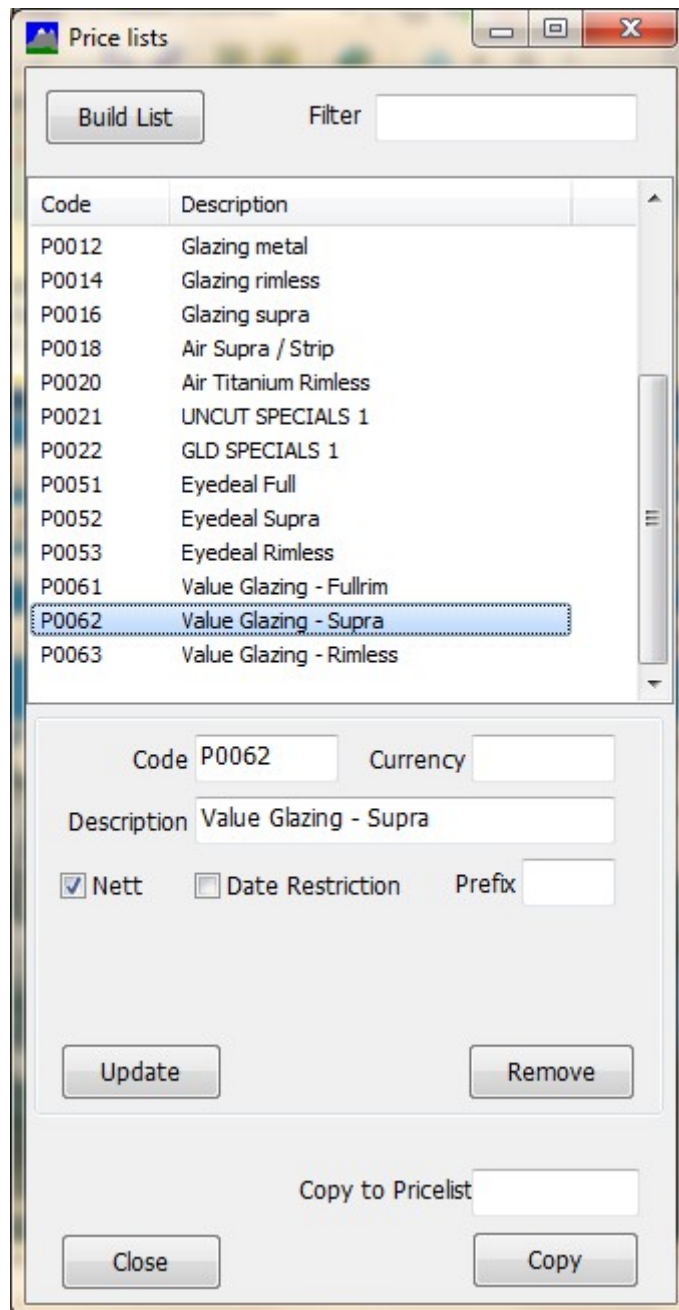 Price lists
Build List Filter
Code Description
P0012 Glazing metal
P0014 Glazing rimless
P0016 Glazing supra
P0018 Air Supra / Strip
P0020 Air Titanium Rimless
P0021 UNCUT SPECIALS 1
P0022 GLD SPECIALS 1
P0051 Eyedeal Full
P0052 Eyedeal Supra
P0053 Eyedeal Rimless
P0061 Value Glazing - Fullrim
P0062 Value Glazing - Supra
P0063 Value Glazing - Rimless
Code P0062 Currency
Description Value Glazing - Supra
Nett Date Restriction Prefix
Update Remove
Copy to Pricelist
Close Copy